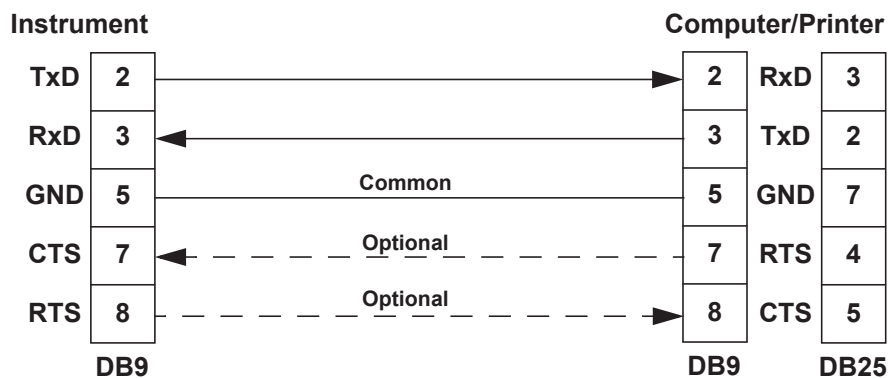 Instrument Computer/Printer
TxD 2 2 RxD 3
RxD 3 3 TxD 2
GND 5 Common 5 GND 7
CTS 7 Optional 7 RTS 4
RTS 8 Optional 8 CTS 5
DB9 DB9 DB25